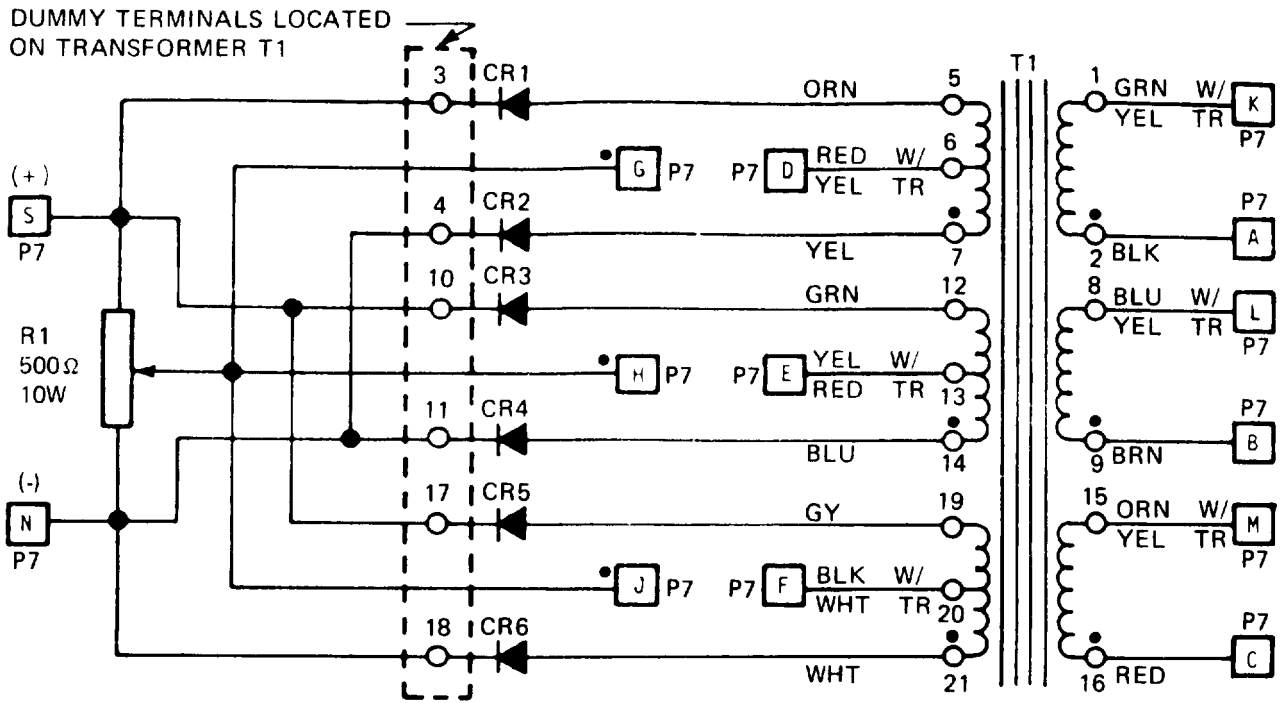 DUMMY TERMINALS LOCATED
ON TRANSFORMER T1
3 CR1 ORN 5 T1 1 GRN W/ K
YEL TR P7
G P7 P7 D RED W/ 6
YEL TR
(+)
S
P7
4 CR2 YEL 7
P7
A
2 BLK
10 CR3 GRN 12 8 BLU W/ L
YEL TR P7
R1
500Ω
10W
H P7 P7 E YEL W/
RED TR 13
11 CR4 BLU 14
P7
B
9 BRN
(-)
N
P7
17 CR5 GY 19 15 ORN W/ M
YEL TR P7
J P7 P7 F BLK W/
WHT TR 20
18 CR6 WHT 21
P7
C
16 RED